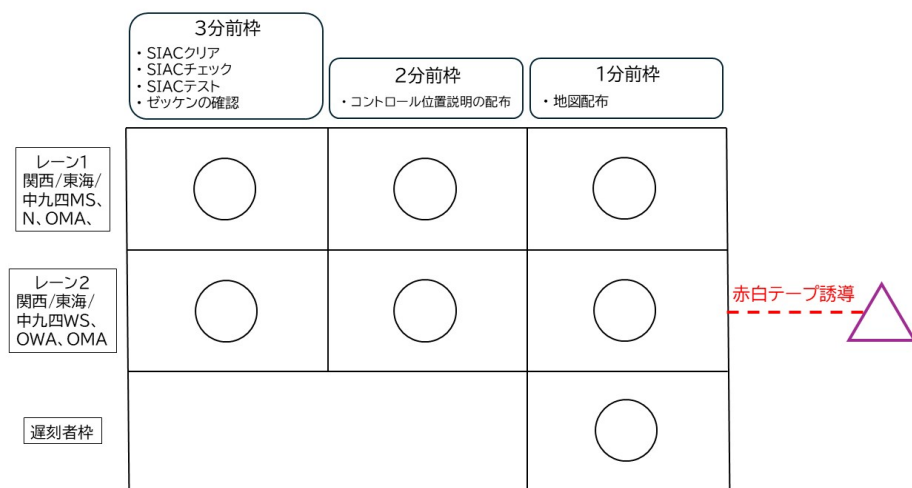 3分前枠
・SIACクリア
・SIACチェック
・SIACテスト
・ゼッケンの確認
2分前枠
・コントロール位置説明の配布
1分前枠
・地図配布
レーン1
関西/東海/
中九四MS、
N、OMA、
レーン2
関西/東海/
中九四WS、
OWA、OMA
赤白テープ誘導
遅刻者枠